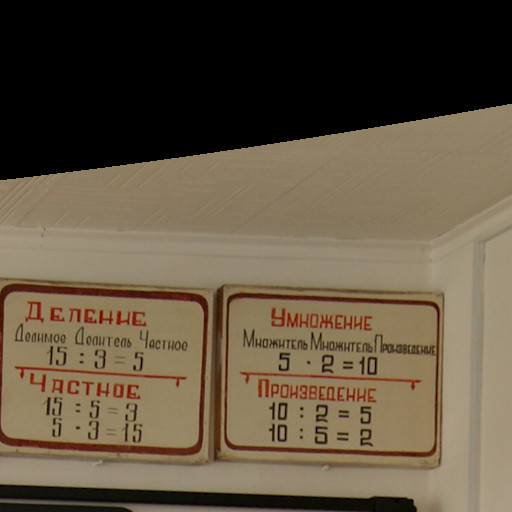 Деление
Делимое Делитель Частное
15 : 3 = 5
Частное
15 : 5 = 3
5 · 3 = 15
Умножение
Множитель Множитель Произведение
5 · 2 = 10
Произведение
10 : 2 = 5
10 : 5 = 2